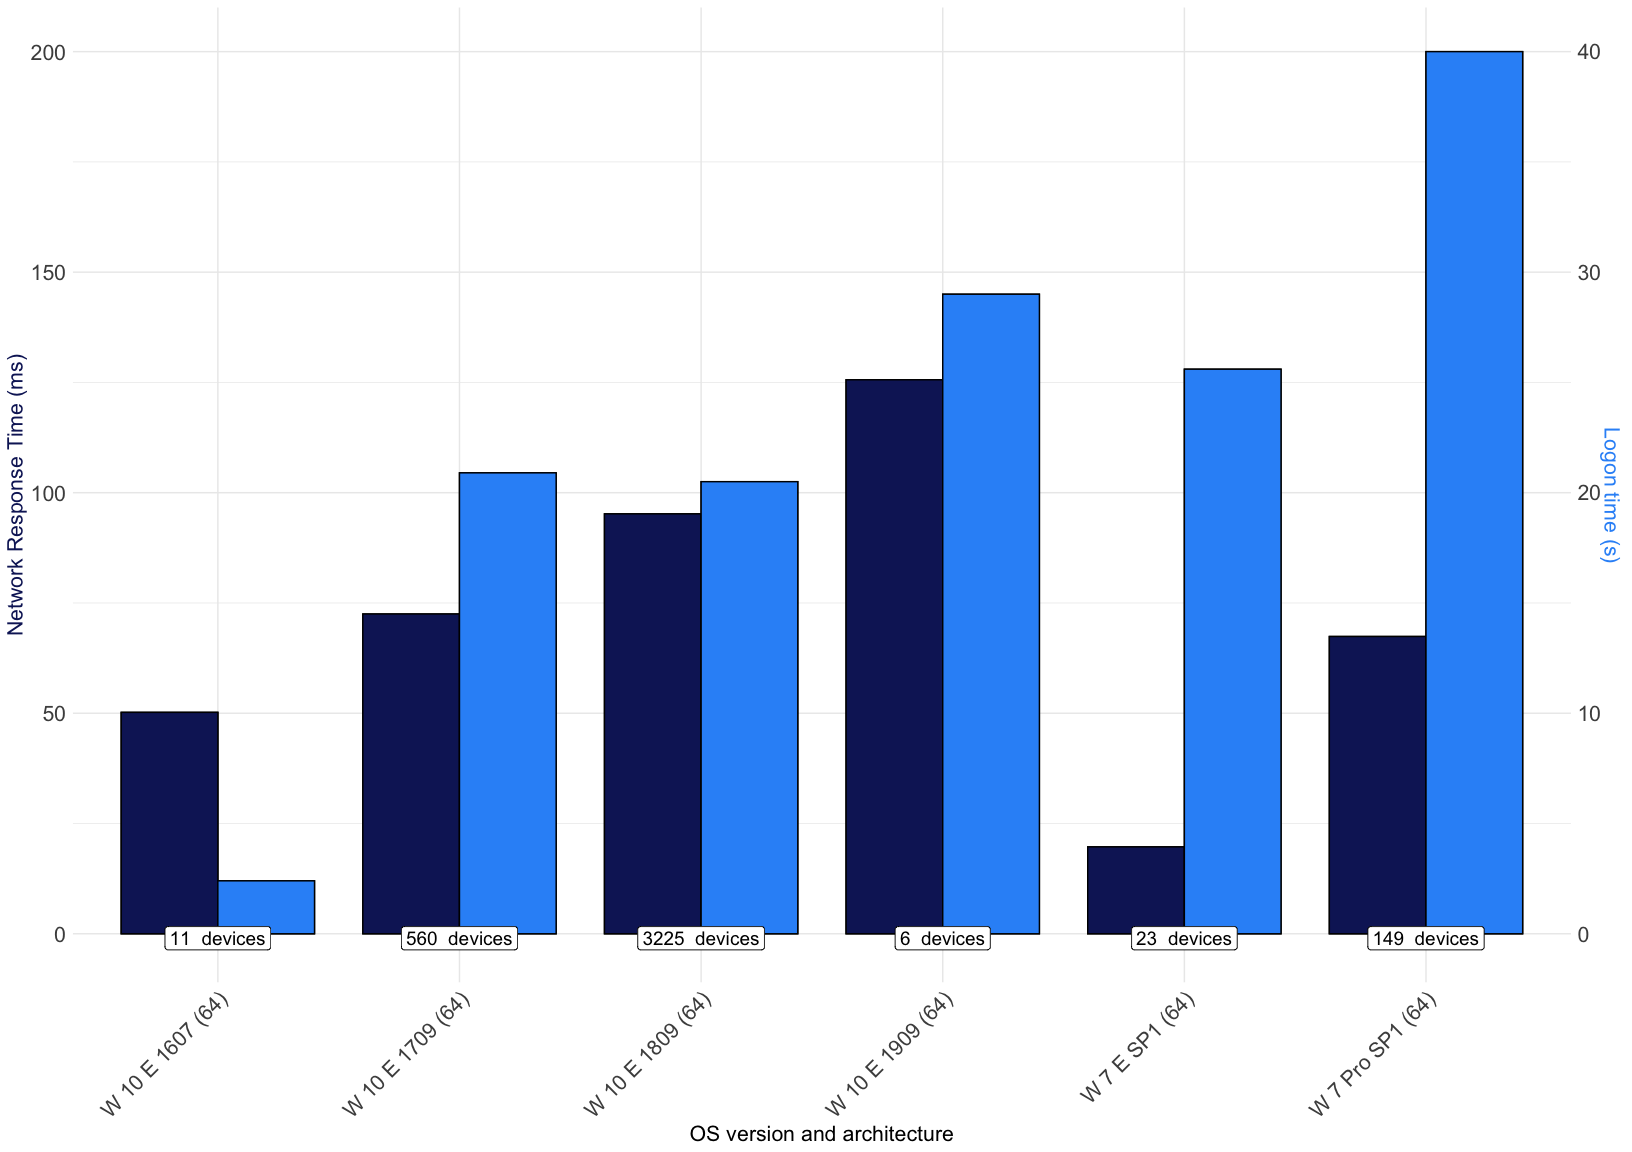 200
150
100
50
0
40
30
20
10
0
Network Response Time (ms)
Logon time (s)
11 devices
560 devices
3225 devices
6 devices
23 devices
149 devices
W 10 E 1607 (64)
W 10 E 1709 (64)
W 10 E 1809 (64)
W 10 E 1909 (64)
W 7 E SP1 (64)
W 7 Pro SP1 (64)
OS version and architecture